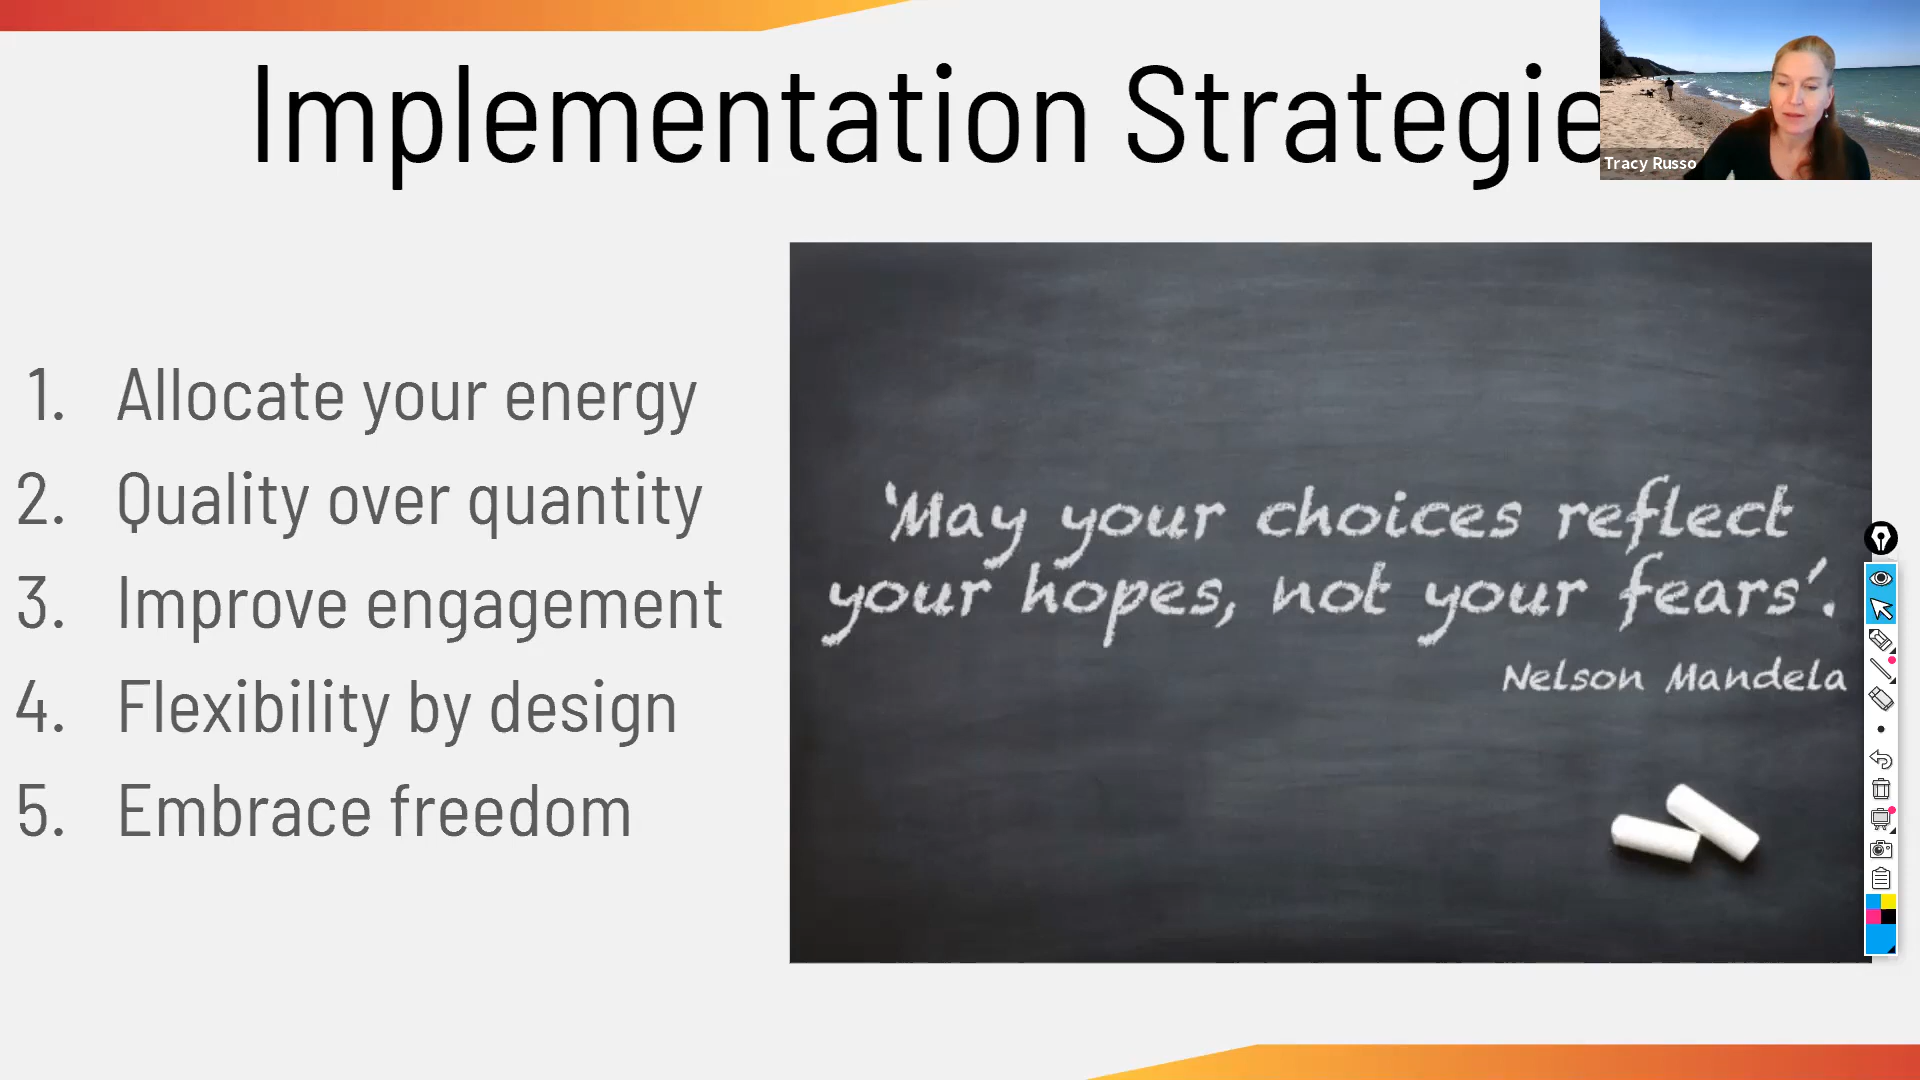 Implementation Strategie
Tracy Russo
1. Allocate your energy
2. Quality over quantity
3. Improve engagement
4. Flexibility by design
5. Embrace freedom
'May your choices reflect
your hopes, not your fears'.
Nelson Mandela